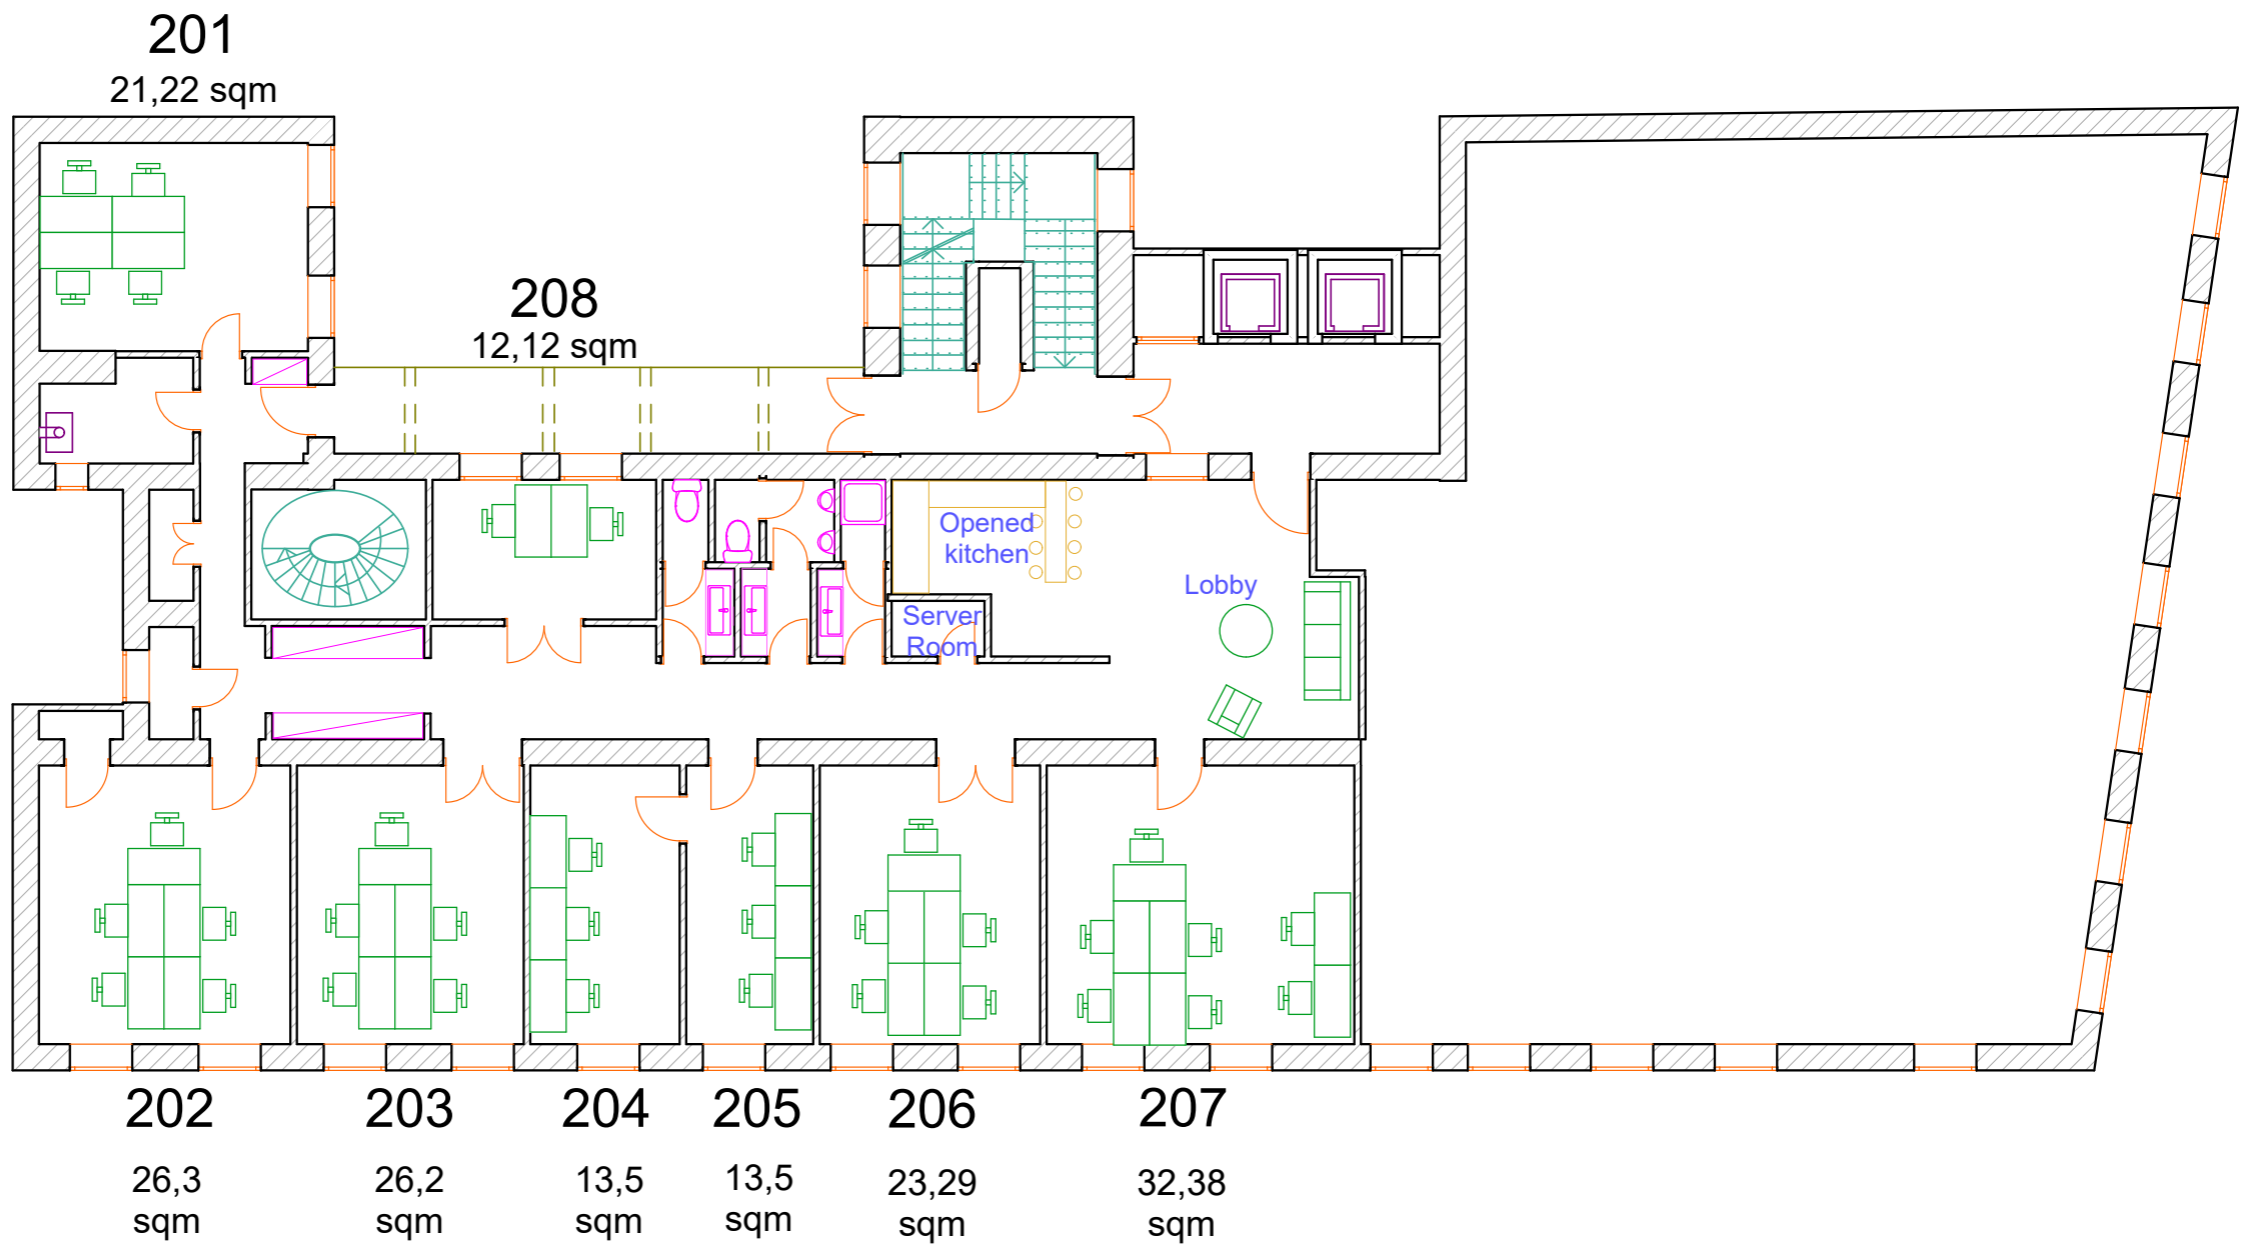 201
21,22 sqm
208
12,12 sqm
Opened
kitchen
Lobby
Server
Room
202
203
204
205
206
207
26,3
sqm
26,2
sqm
13,5
sqm
13,5
sqm
23,29
sqm
32,38
sqm